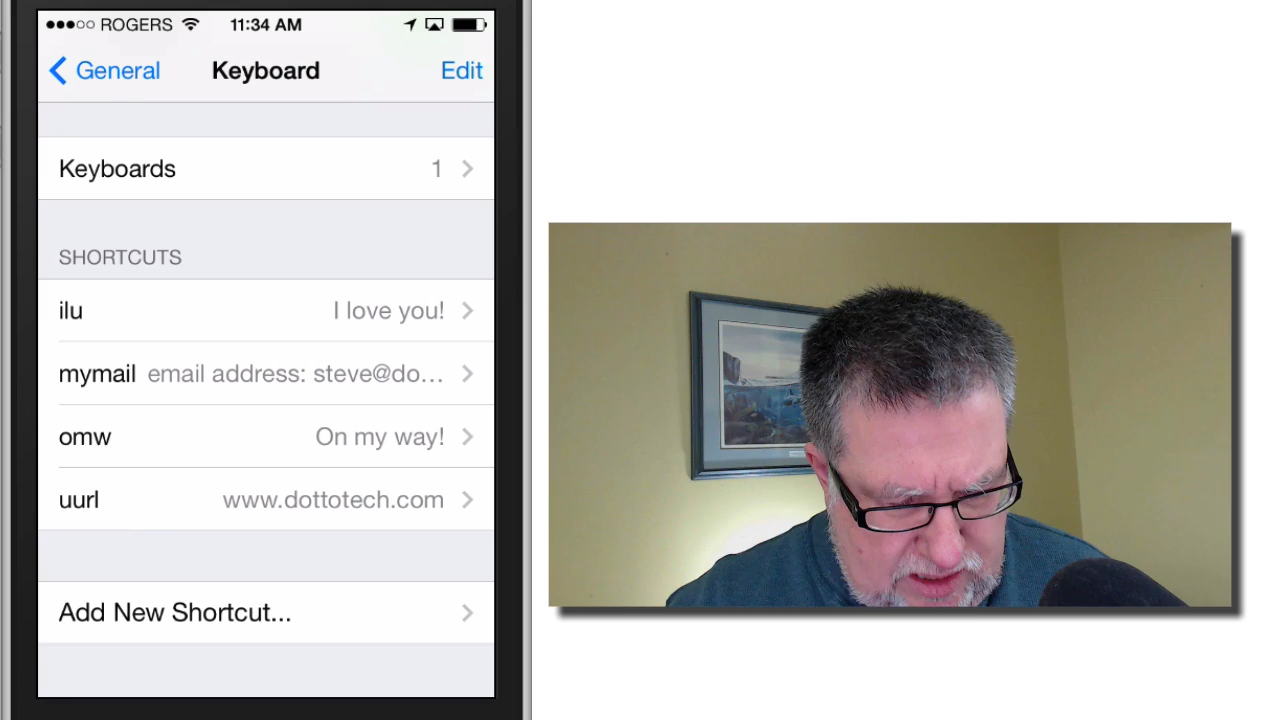 ROGERS 11:34 AM
General Keyboard Edit
Keyboards 1
SHORTCUTS
ilu I love you!
mymail email address: steve@do...
omw On my way!
uurl www.dottotech.com
Add New Shortcut...